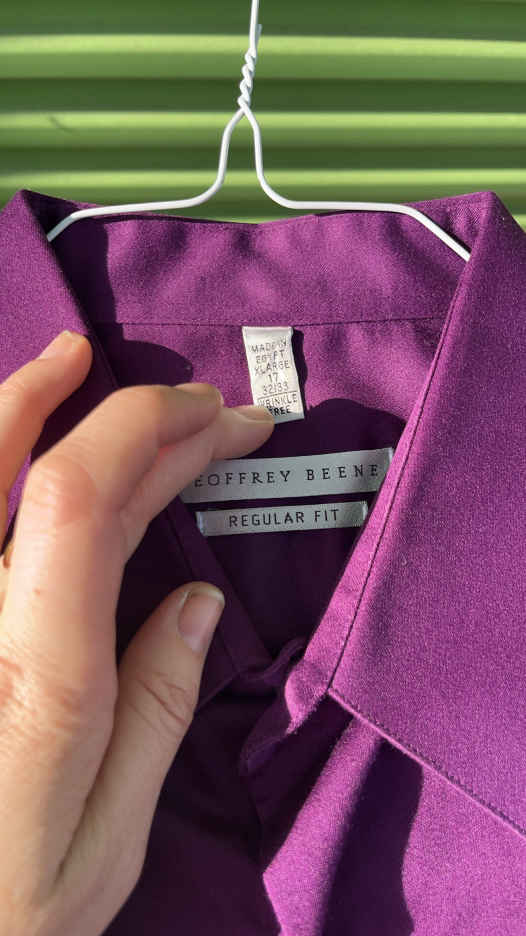 MADE IN
EGYPT
XLARGE
17
32/33
WRINKLE
FREE
EOFFREY BEENE
REGULAR FIT